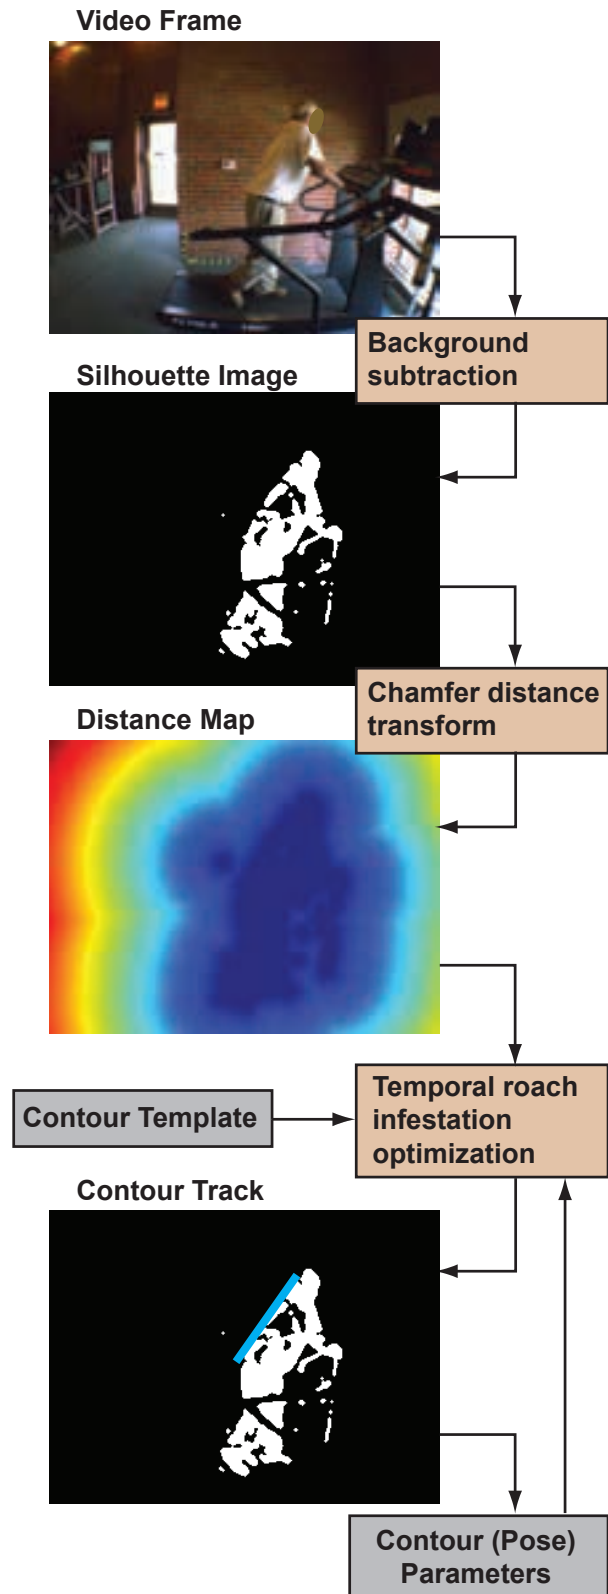 Video Frame
Background
subtraction
Silhouette Image
Chamfer distance
transform
Distance Map
Temporal roach
infestation
optimization
Contour Template
Contour Track
Contour (Pose)
Parameters